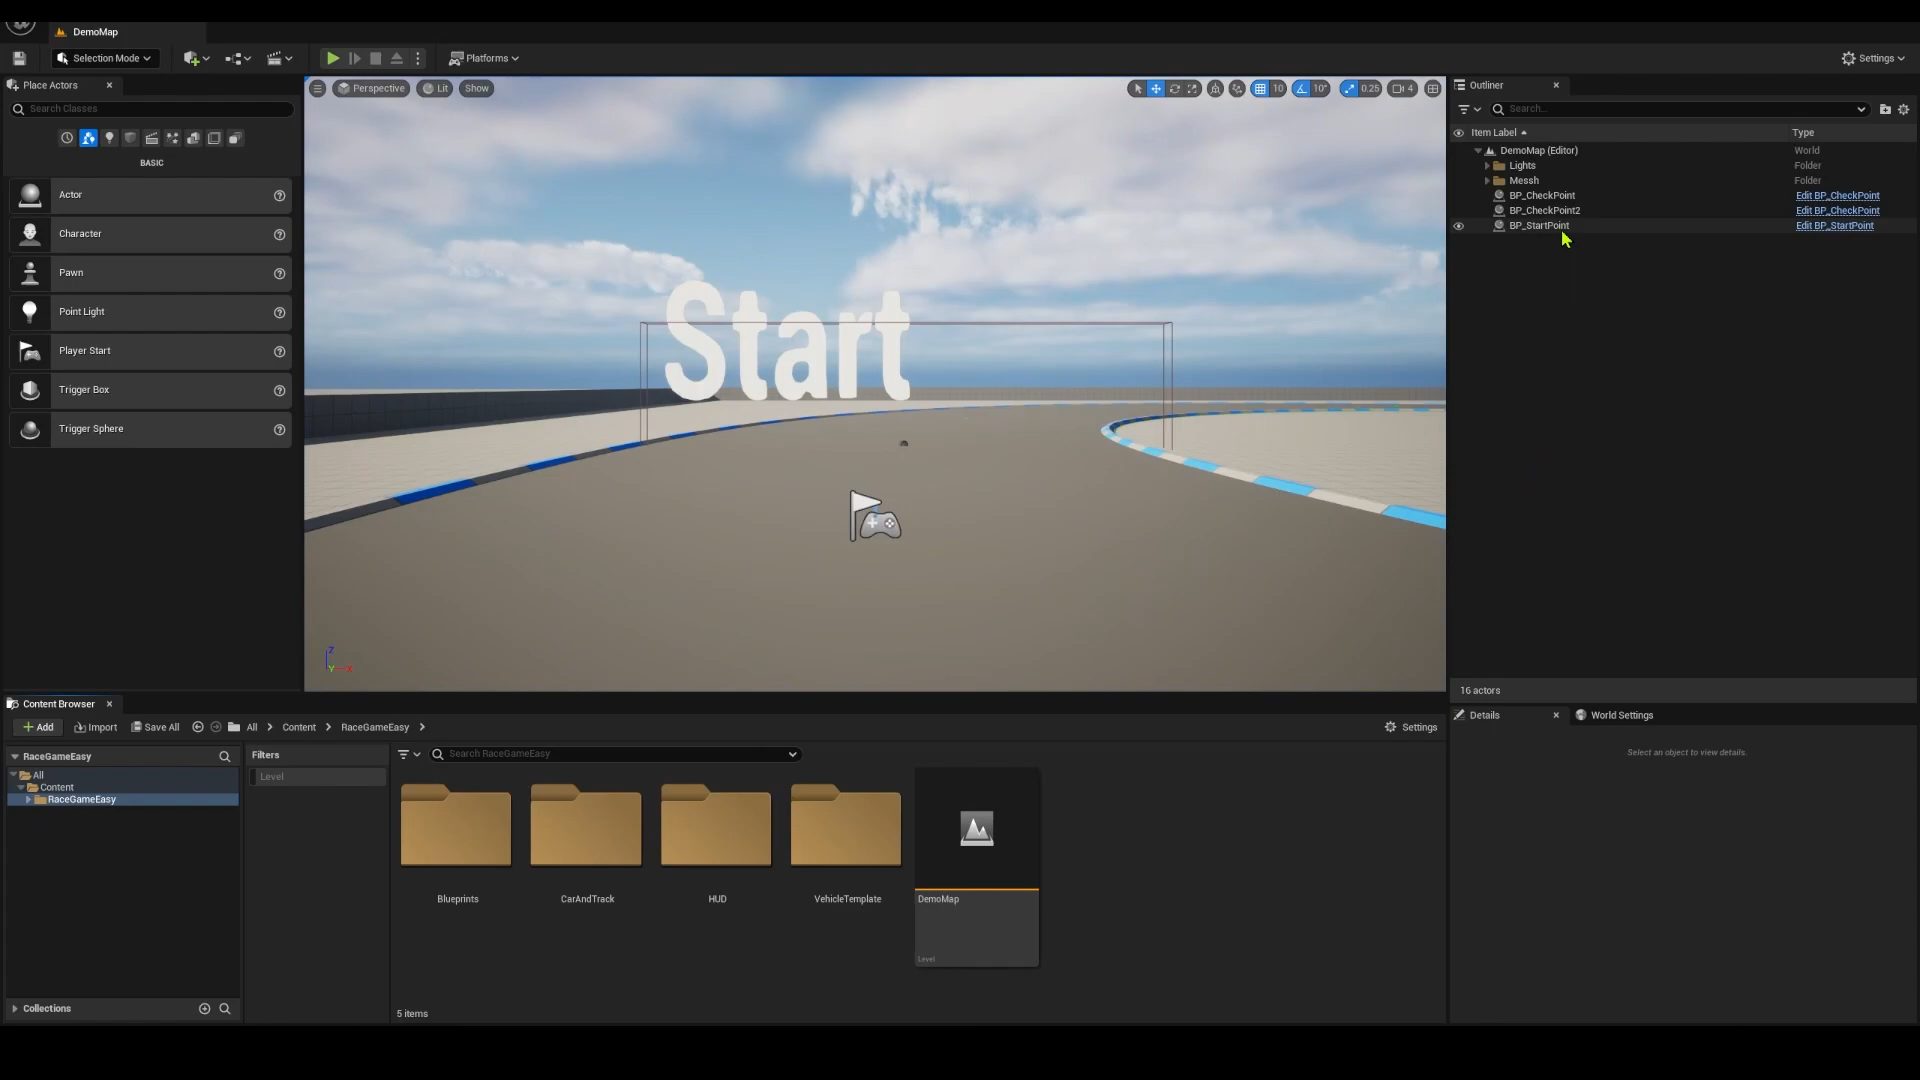 DemoMap
Selection Mode
Platforms
Settings
Place Actors
Search Classes
BASIC
Actor
Character
Pawn
Point Light
Player Start
Trigger Box
Trigger Sphere
Perspective
Lit
Show
10
10°
0.25
4
Start
Z
Y
X
Outliner
Search...
Item Label
Type
DemoMap (Editor)
World
Lights
Folder
Messh
Folder
BP_CheckPoint
Edit BP_CheckPoint
BP_CheckPoint2
Edit BP_CheckPoint
BP_StartPoint
Edit BP_StartPoint
16 actors
Details
World Settings
Select an object to view details.
Content Browser
Add
Import
Save All
All
Content
RaceGameEasy
Settings
RaceGameEasy
All
Content
RaceGameEasy
Collections
Filters
Level
Search RaceGameEasy
Blueprints
CarAndTrack
HUD
VehicleTemplate
DemoMap
Level
5 items